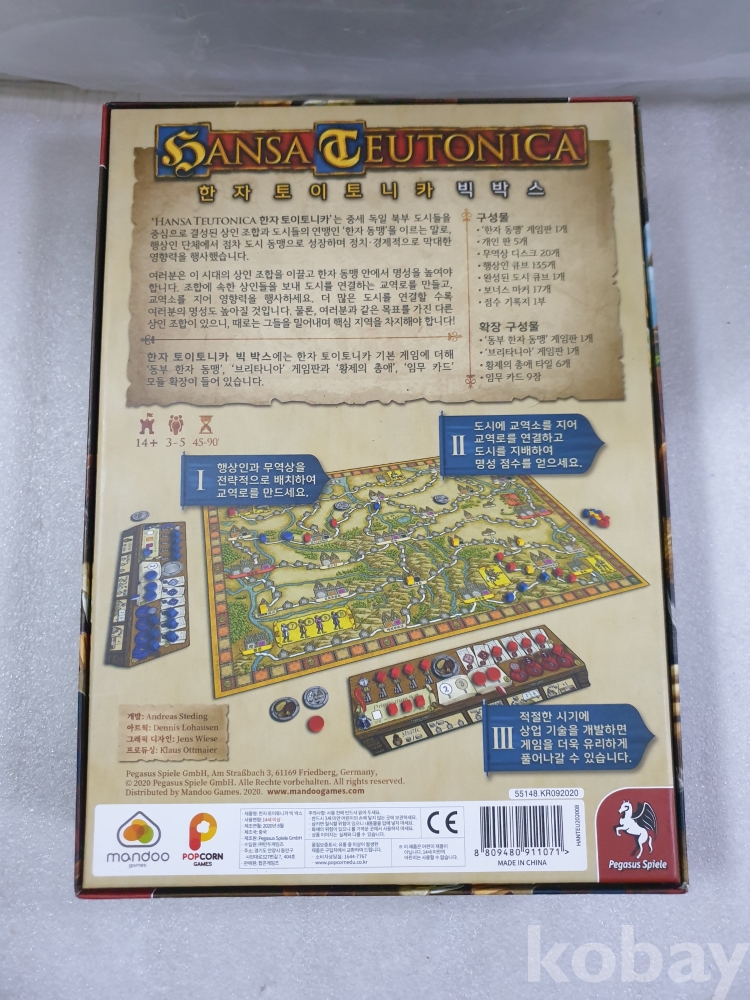 HANSA TEUTONICA
한자 토이토니카 빅 박스
'HANSA TEUTONICA 한자 토이토니카'는 중세 독일 북부 도시들을
중심으로 결성된 상인 조합과 도시들의 연맹인 '한자 동맹'을 이르는 말로,
행상인 단체에서 점차 도시 동맹으로 성장하며 정치·경제적으로 막대한
영향력을 행사했습니다.
여러분은 이 시대의 상인 조합을 이끌고 한자 동맹 안에서 명성을 높여야
합니다. 조합에 속한 상인들을 보내 도시를 연결하는 교역로를 만들고,
교역소를 지어 영향력을 행사하세요. 더 많은 도시를 연결할 수록
여러분의 명성도 높아질 것입니다. 물론, 여러분과 같은 목표를 가진 다른
상인 조합이 있으니, 때로는 그들을 밀어내며 핵심 지역을 차지해야 합니다!
한자 토이토니카 빅 박스에는 한자 토이토니카 기본 게임에 더해
'동부 한자 동맹', '브리타니아' 게임판과 '황제의 총애', '임무 카드'
모듈 확장이 들어 있습니다.
구성물
• '한자 동맹' 게임판 1개
• 개인 판 5개
• 무역상 디스크 20개
• 행상인 큐브 135개
• 완성된 도시 큐브 1개
• 보너스 마커 17개
• 점수 기록지 1부
확장 구성물
• '동부 한자 동맹' 게임판 1개
• '브리타니아' 게임판 1개
• 황제의 총애 타일 6개
• 임무 카드 9장
14+ 3-5 45-90'
I
행상인과 무역상을
전략적으로 배치하여
교역로를 만드세요.
II
도시에 교역소를 지어
교역로를 연결하고
도시를 지배하여
명성 점수를 얻으세요.
III
적절한 시기에
상업 기술을 개발하면
게임을 더욱 유리하게
풀어나갈 수 있습니다.
개발: Andreas Steding
아트웍: Dennis Lohausen
그래픽 디자인: Jens Wiese
프로듀싱: Klaus Ottmaier
Pegasus Spiele GmbH, Am Straßbach 3, 61169 Friedberg, Germany,
© 2020 Pegasus Spiele GmbH. Alle Rechte vorbehalten. All rights reserved.
Distributed by Mandoo Games. 2020. www.mandoogames.com
55148.KR092020
mandoo
games
POPCORN
GAMES
제조원: Pegasus Spiele GmbH
• 소비자상담실: 1644-7767
• www.popcornedu.co.kr
CE
8 809480 911071 >
MADE IN CHINA
HANTEU202008
Pegasus Spiele
kobay